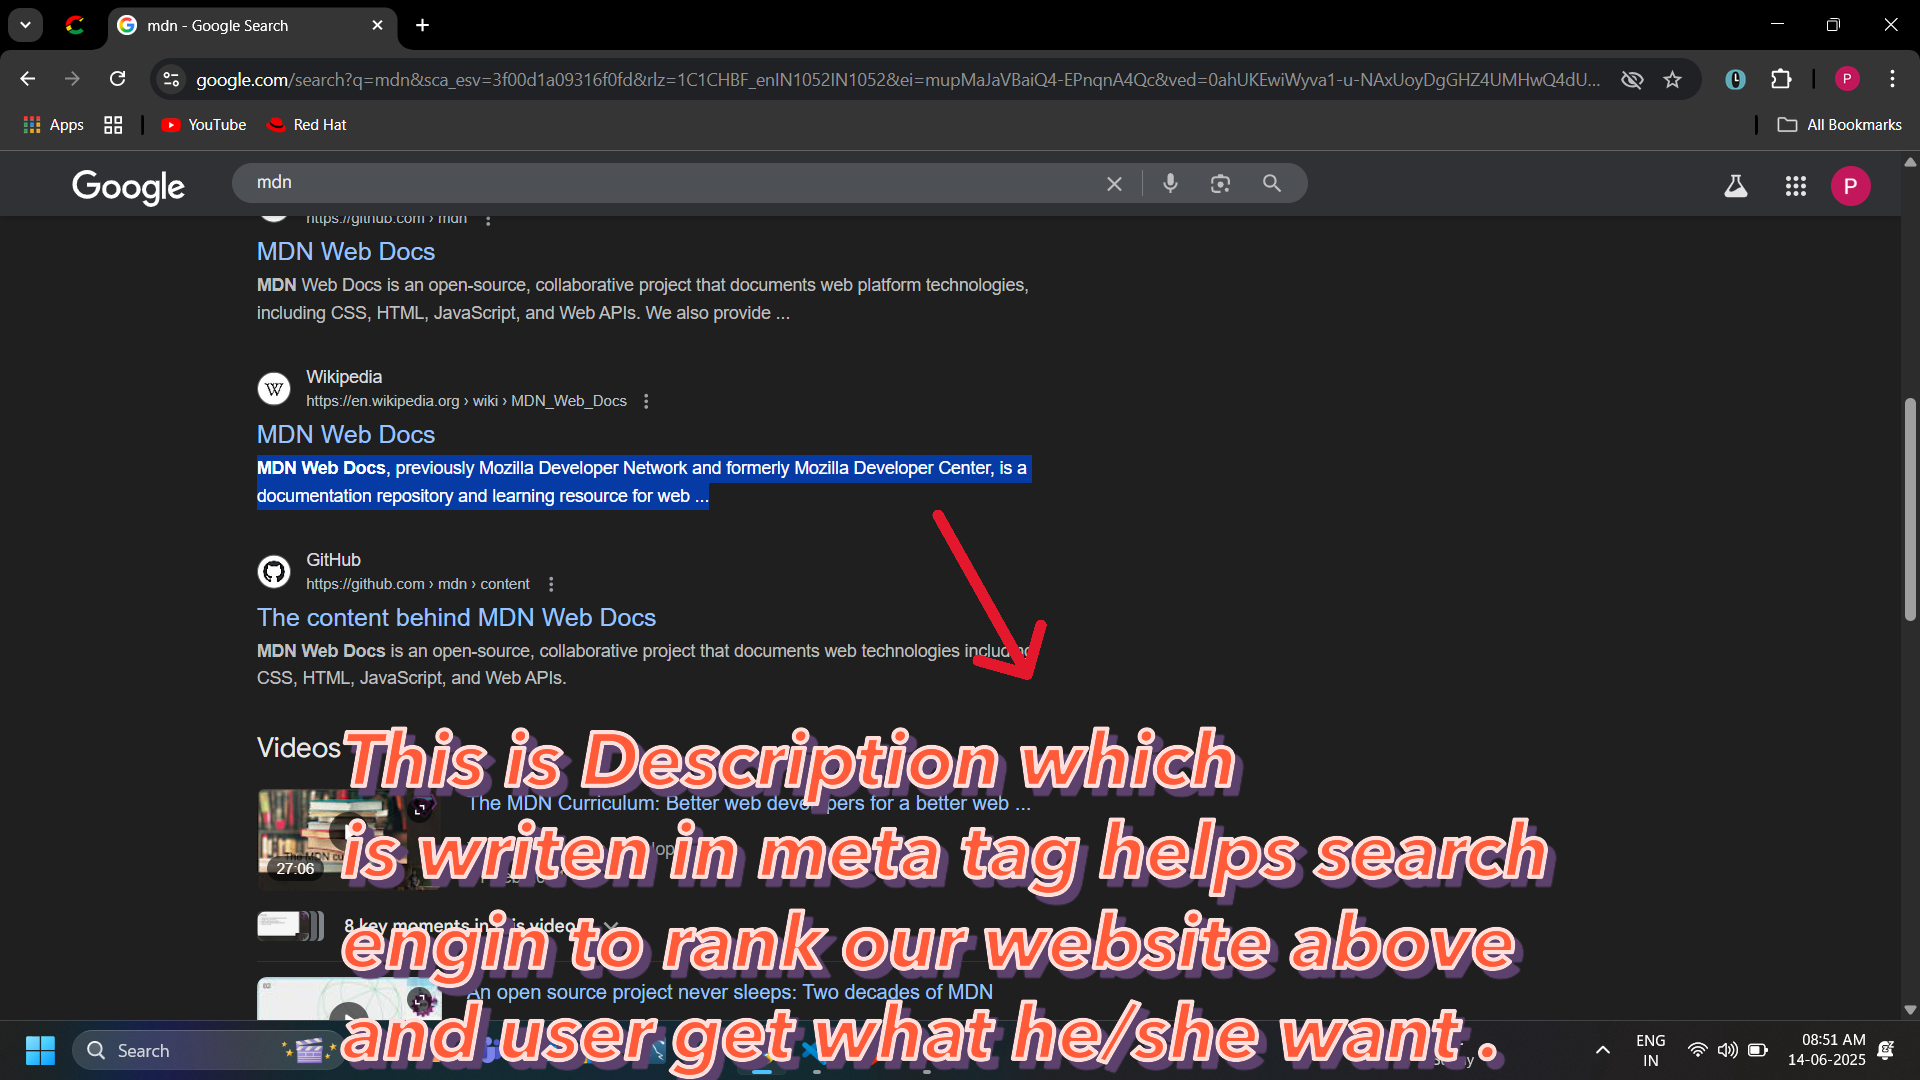 mdn - Google Search
google.com/search?q=mdn&sca_esv=3f00d1a09316f0fd&rlz=1C1CHBF_enIN1052IN1052&ei=mupMaJaVBaiQ4-EPnqnA4Qc&ved=0ahUKEwiWyva1-u-NAxUoyDgGHZ4UMHwQ4dU...
P
Apps
YouTube
Red Hat
All Bookmarks
Google
mdn
P
https://github.com › mdn
MDN Web Docs
MDN Web Docs is an open-source, collaborative project that documents web platform technologies,
including CSS, HTML, JavaScript, and Web APIs. We also provide ...
W
Wikipedia
https://en.wikipedia.org › wiki › MDN_Web_Docs
MDN Web Docs
MDN Web Docs, previously Mozilla Developer Network and formerly Mozilla Developer Center, is a
documentation repository and learning resource for web ...
GitHub
https://github.com › mdn › content
The content behind MDN Web Docs
MDN Web Docs is an open-source, collaborative project that documents web technologies including
CSS, HTML, JavaScript, and Web APIs.
Videos
This is Description which
The MDN Curriculum: Better web developers for a better web ...
is writen in meta tag helps search
27:06
8 key moments in this video
engin to rank our website above
An open source project never sleeps: Two decades of MDN
and user get what he/she want .
Search
ENG
IN
08:51 AM
14-06-2025